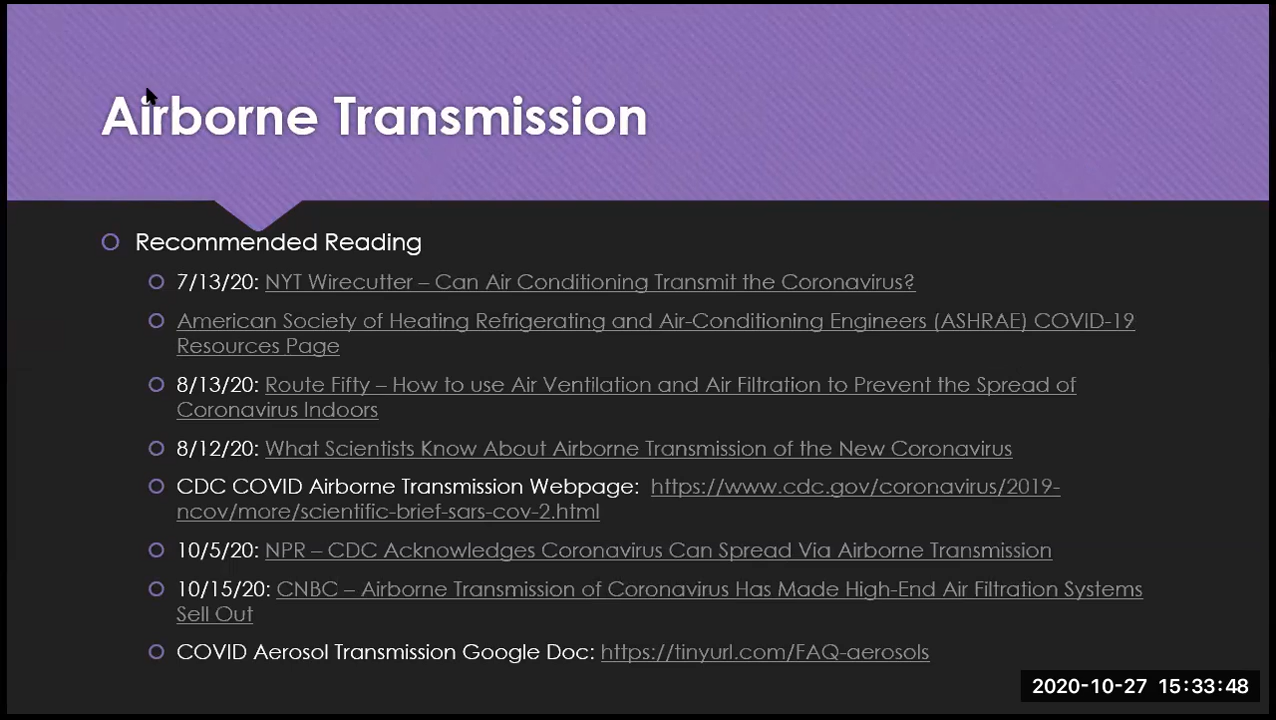 Airborne Transmission
Recommended Reading
7/13/20: NYT Wirecutter – Can Air Conditioning Transmit the Coronavirus?
American Society of Heating Refrigerating and Air-Conditioning Engineers (ASHRAE) COVID-19
Resources Page
8/13/20: Route Fifty – How to use Air Ventilation and Air Filtration to Prevent the Spread of
Coronavirus Indoors
8/12/20: What Scientists Know About Airborne Transmission of the New Coronavirus
CDC COVID Airborne Transmission Webpage: https://www.cdc.gov/coronavirus/2019-
ncov/more/scientific-brief-sars-cov-2.html
10/5/20: NPR – CDC Acknowledges Coronavirus Can Spread Via Airborne Transmission
10/15/20: CNBC – Airborne Transmission of Coronavirus Has Made High-End Air Filtration Systems
Sell Out
COVID Aerosol Transmission Google Doc: https://tinyurl.com/FAQ-aerosols
2020-10-27 15:33:48